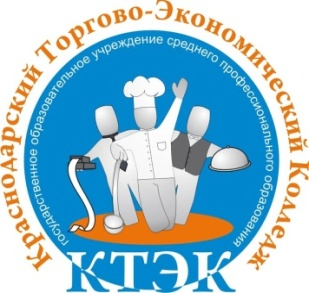 Краснодарский Торгово-Экономический Колледж
государственное образовательное учреждение среднего профессионального образования
КТЭК